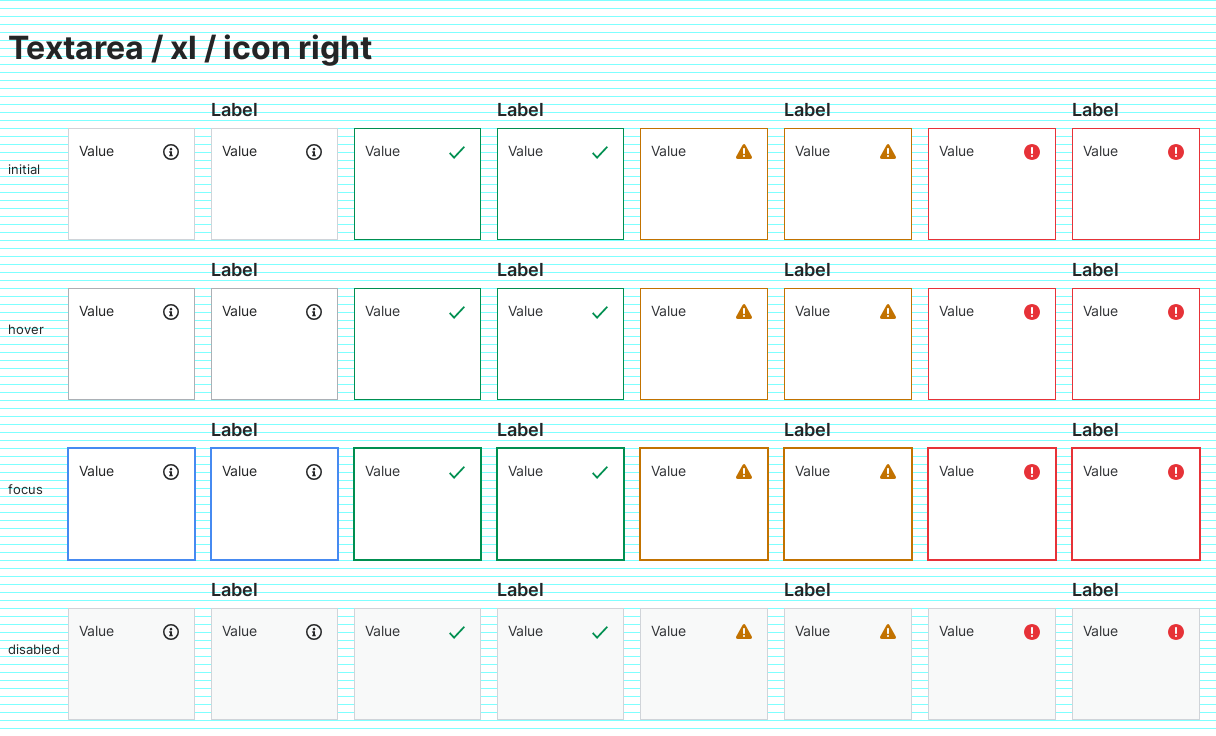 Textarea / xl / icon right
Label Label Label Label
initial Value Value Value Value Value Value Value Value
Label Label Label Label
hover Value Value Value Value Value Value Value Value
Label Label Label Label
focus Value Value Value Value Value Value Value Value
Label Label Label Label
disabled Value Value Value Value Value Value Value Value